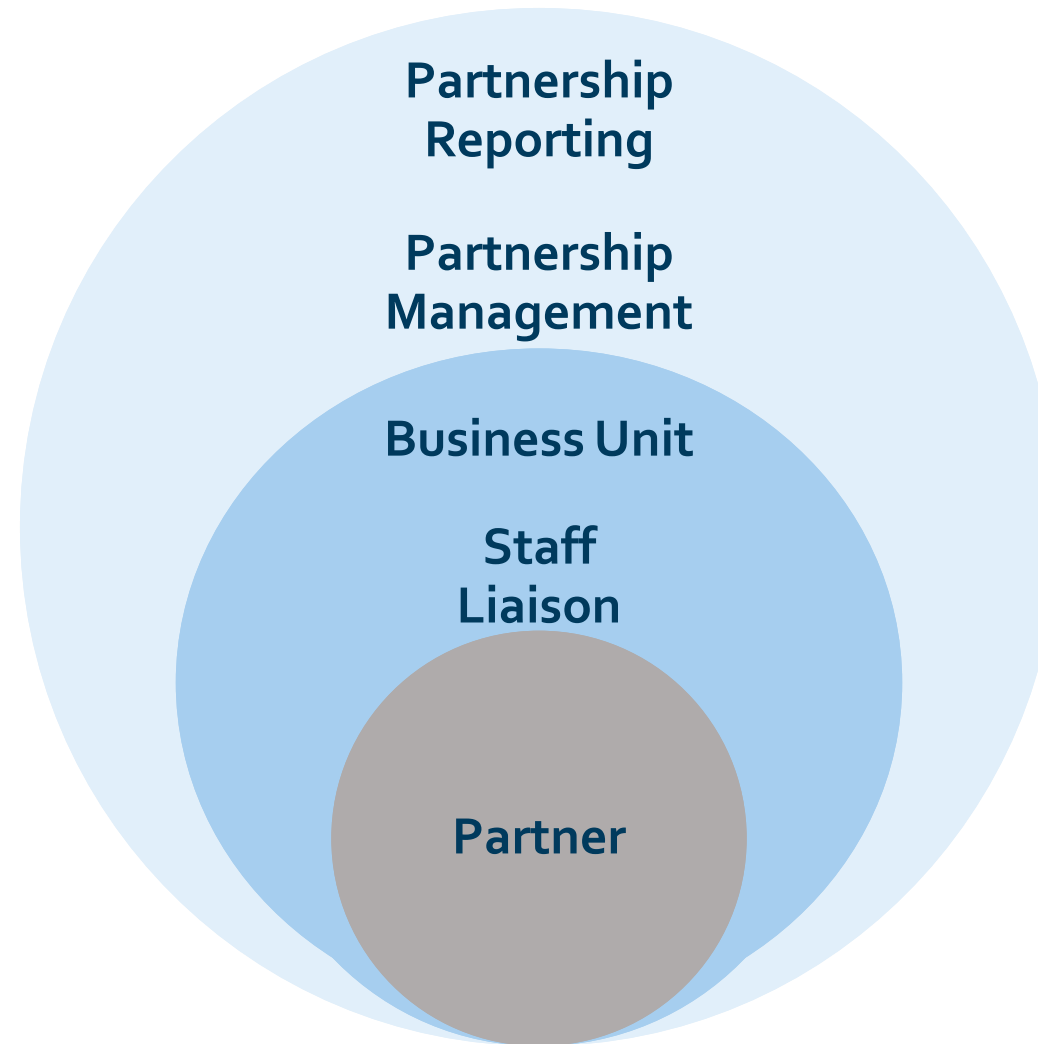 Partnership
Reporting
Partnership
Management
Business Unit
Staff
Liaison
Partner